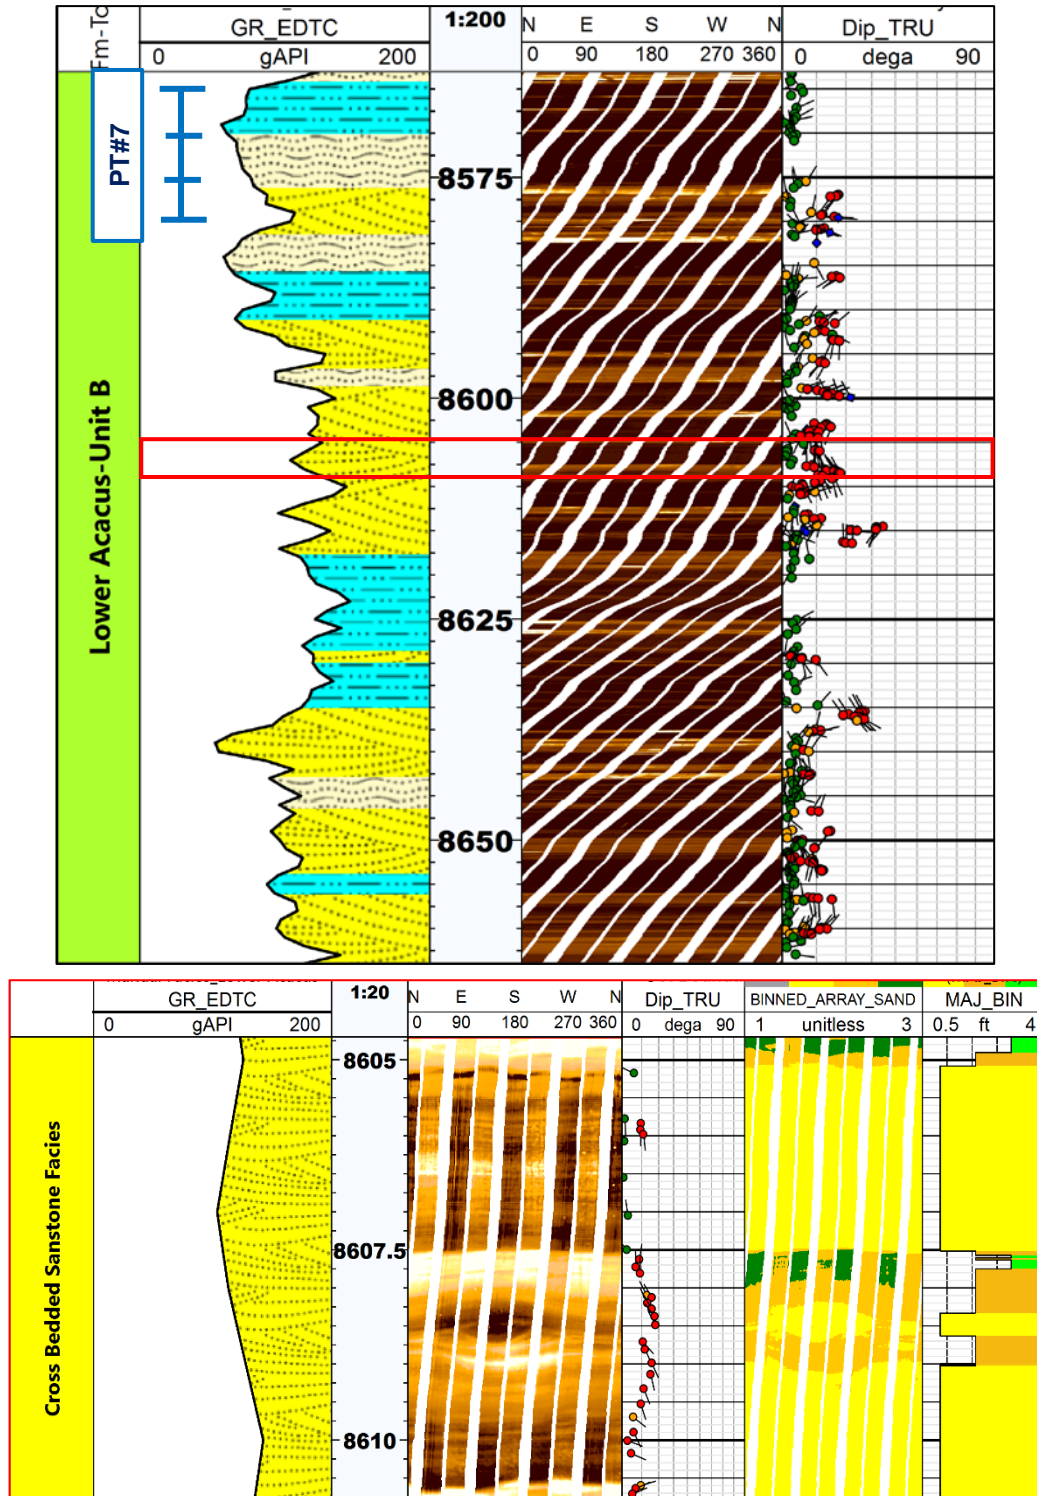 Fm-To
GR_EDTC
0 gAPI 200
1:200
N E S W N
0 90 180 270 360
Dip_TRU
0 dega 90
PT#7
Lower Acacus-Unit B
8575
8600
8625
8650
GR_EDTC
0 gAPI 200
1:20
N E S W N
0 90 180 270 360
Dip_TRU
0 dega 90
BINNED_ARRAY_SAND
1 unitless 3
MAJ_BIN
0.5 ft 4
Cross Bedded Sanstone Facies
8605
8607.5
8610